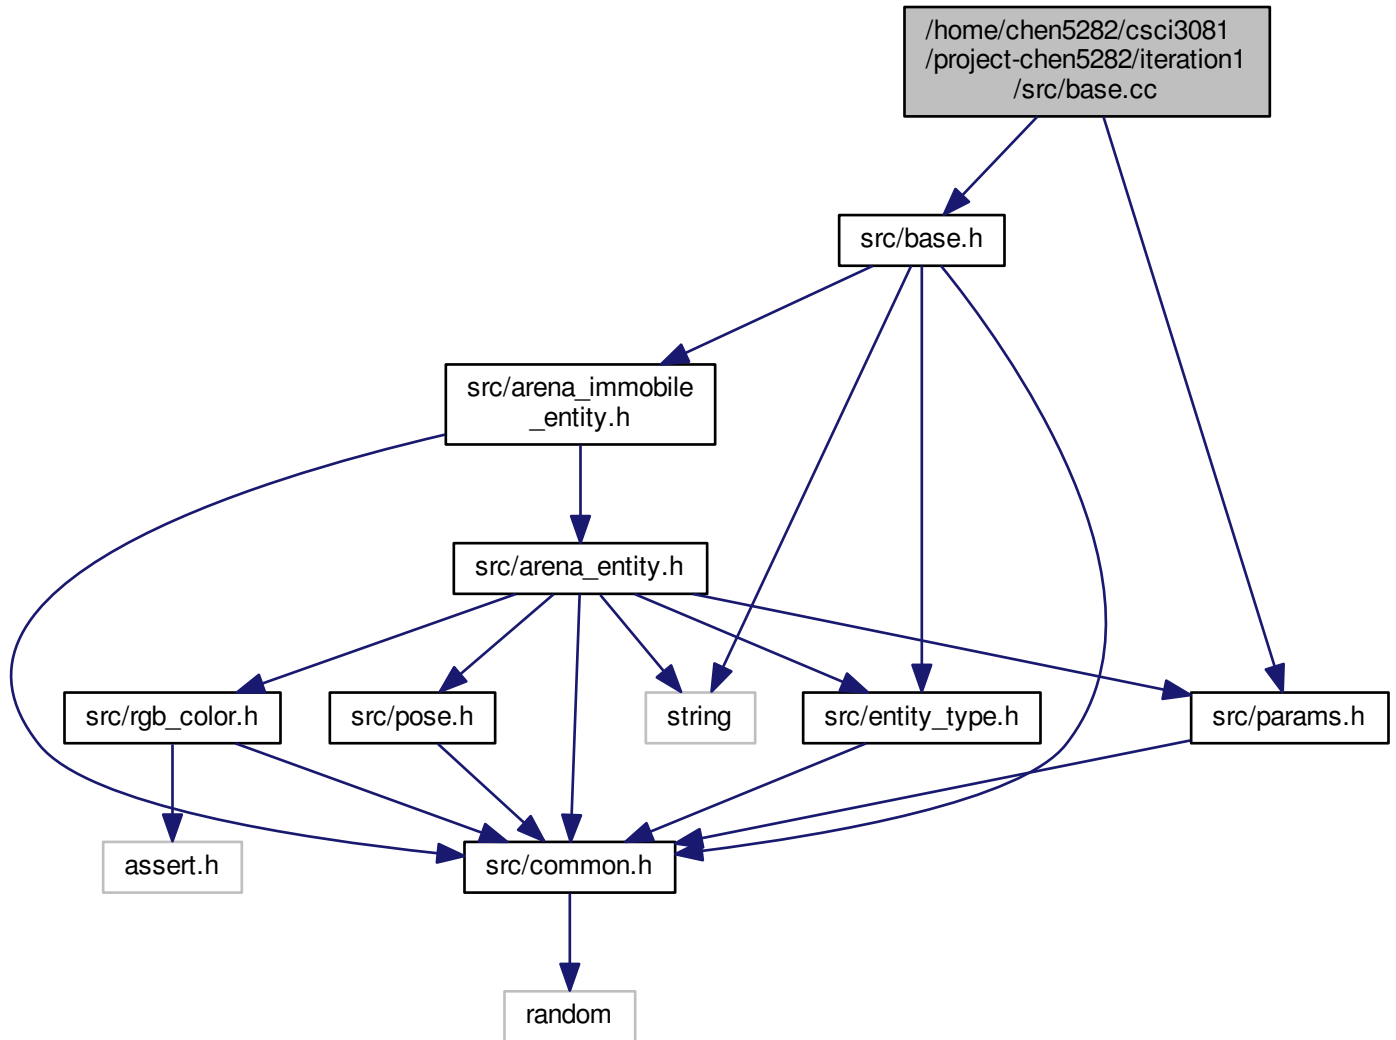 /home/chen5282/csci3081
/project-chen5282/iteration1
/src/base.cc
src/base.h
src/arena_immobile
_entity.h
src/arena_entity.h
src/rgb_color.h
src/pose.h
string
src/entity_type.h
src/params.h
assert.h
src/common.h
random